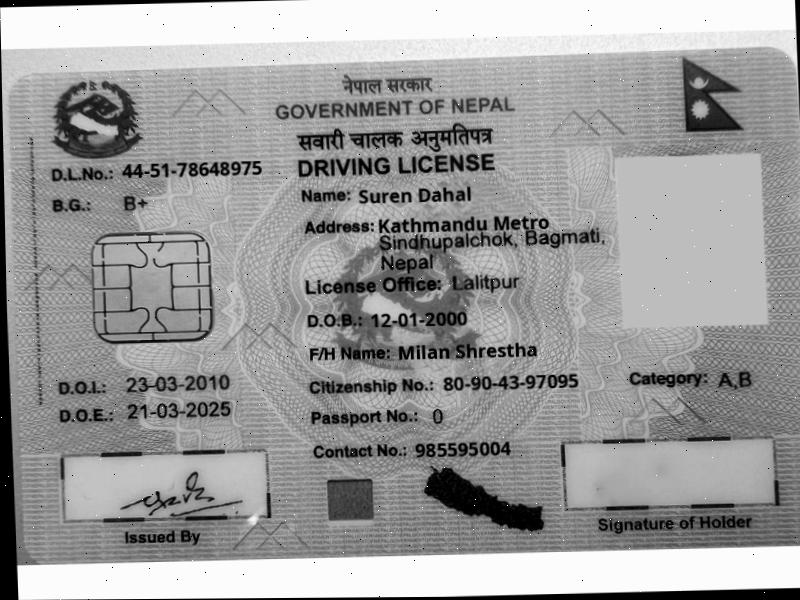 नेपाल सरकार
GOVERNMENT OF NEPAL
सवारी चालक अनुमतिपत्र
DRIVING LICENSE
D.L.No.: 44-51-78648975
B.G.: B+
Name: Suren Dahal
Address: Kathmandu Metro
Sindhupalchok, Bagmati,
Nepal
License Office: Lalitpur
D.O.B.: 12-01-2000
F/H Name: Milan Shrestha
D.O.I.: 23-03-2010
Citizenship No.: 80-90-43-97095
Category: A,B
D.O.E.: 21-03-2025
Passport No.: 0
Contact No.: 985595004
Issued By
Signature of Holder